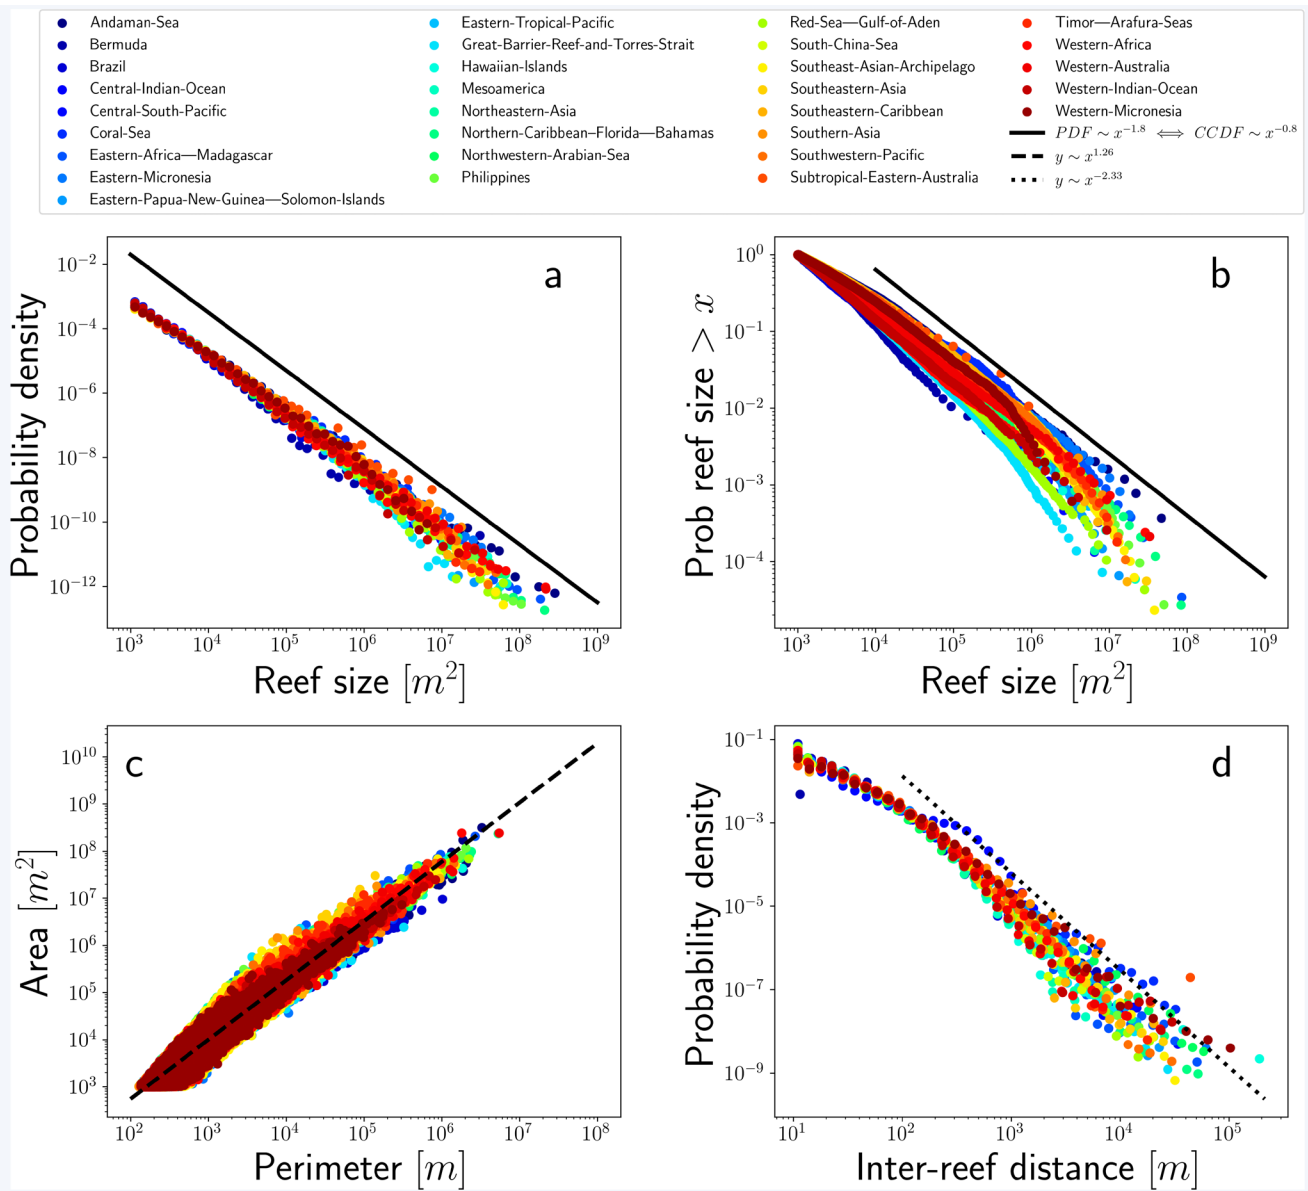 Andaman-Sea
Bermuda
Brazil
Central-Indian-Ocean
Central-South-Pacific
Coral-Sea
Eastern-Africa—Madagascar
Eastern-Micronesia
Eastern-Papua-New-Guinea—Solomon-Islands
Eastern-Tropical-Pacific
Great-Barrier-Reef-and-Torres-Strait
Hawaiian-Islands
Mesoamerica
Northeastern-Asia
Northern-Caribbean–Florida—Bahamas
Northwestern-Arabian-Sea
Philippines
Red-Sea—Gulf-of-Aden
South-China-Sea
Southeast-Asian-Archipelago
Southeastern-Asia
Southeastern-Caribbean
Southern-Asia
Southwestern-Pacific
Subtropical-Eastern-Australia
Timor—Arafura-Seas
Western-Africa
Western-Australia
Western-Indian-Ocean
Western-Micronesia
PDF ∼ x^{-1.8} ⟺ CCDF ∼ x^{-0.8}
y ∼ x^{1.26}
y ∼ x^{-2.33}
a
Probability density
10^{-2}
10^{-4}
10^{-6}
10^{-8}
10^{-10}
10^{-12}
10^3 10^4 10^5 10^6 10^7 10^8 10^9
Reef size [m^2]
b
Prob reef size > x
10^0
10^{-1}
10^{-2}
10^{-3}
10^{-4}
10^3 10^4 10^5 10^6 10^7 10^8 10^9
Reef size [m^2]
c
Area [m^2]
10^{10}
10^9
10^8
10^7
10^6
10^5
10^4
10^3
10^2 10^3 10^4 10^5 10^6 10^7 10^8
Perimeter [m]
d
Probability density
10^{-1}
10^{-3}
10^{-5}
10^{-7}
10^{-9}
10^1 10^2 10^3 10^4 10^5
Inter-reef distance [m]